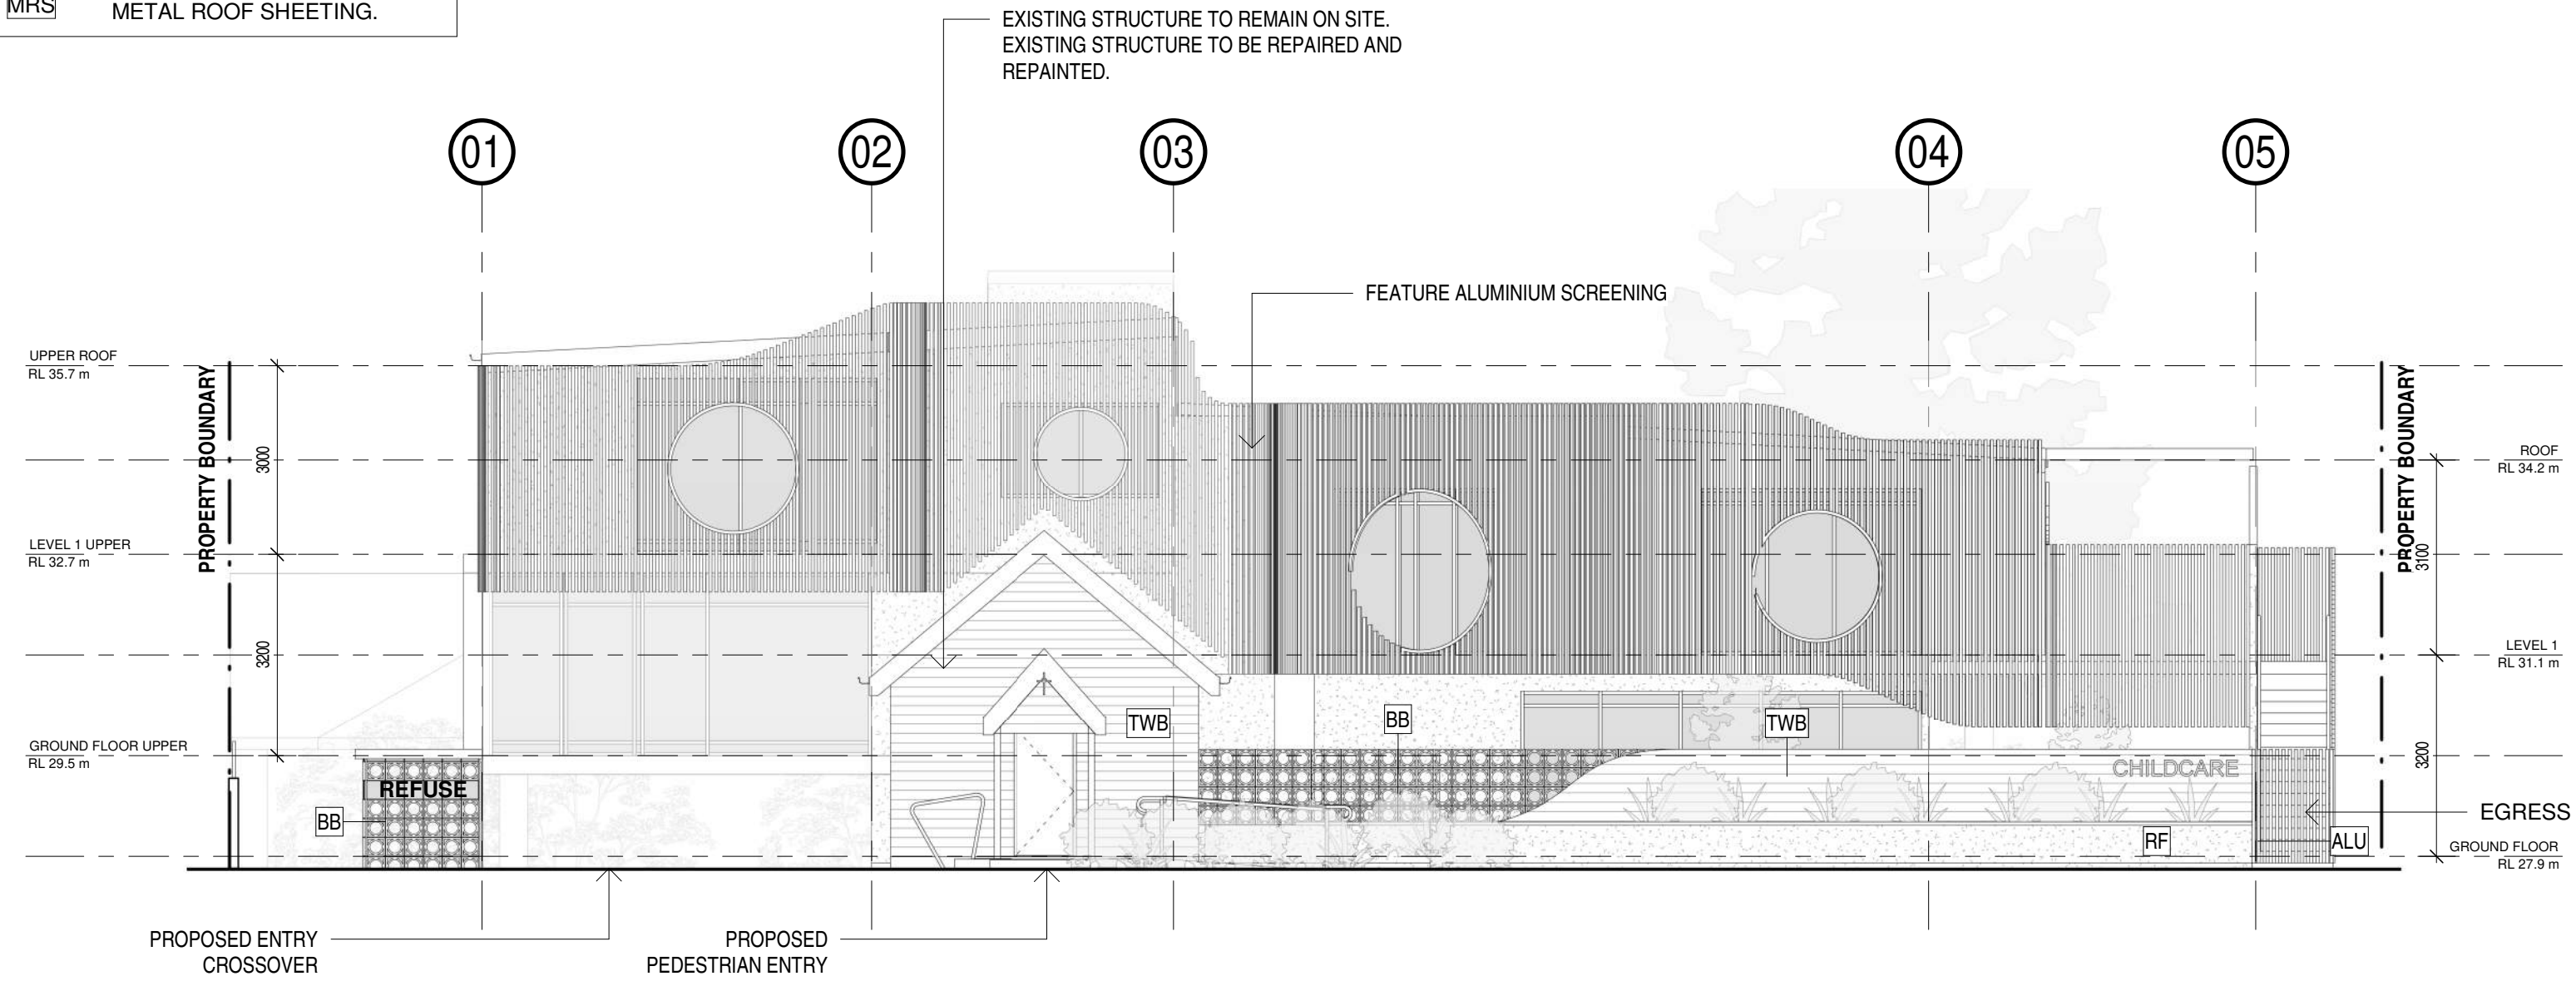 MRS
METAL ROOF SHEETING.
EXISTING STRUCTURE TO REMAIN ON SITE.
EXISTING STRUCTURE TO BE REPAIRED AND
REPAINTED.
01
02
03
04
05
FEATURE ALUMINIUM SCREENING
UPPER ROOF
RL 35.7 m
PROPERTY BOUNDARY
3000
LEVEL 1 UPPER
RL 32.7 m
3200
GROUND FLOOR UPPER
RL 29.5 m
REFUSE
BB
TWB
BB
TWB
CHILDCARE
RF
ALU
PROPERTY BOUNDARY
ROOF
RL 34.2 m
3100
LEVEL 1
RL 31.1 m
3200
EGRESS
GROUND FLOOR
RL 27.9 m
PROPOSED ENTRY
CROSSOVER
PROPOSED
PEDESTRIAN ENTRY